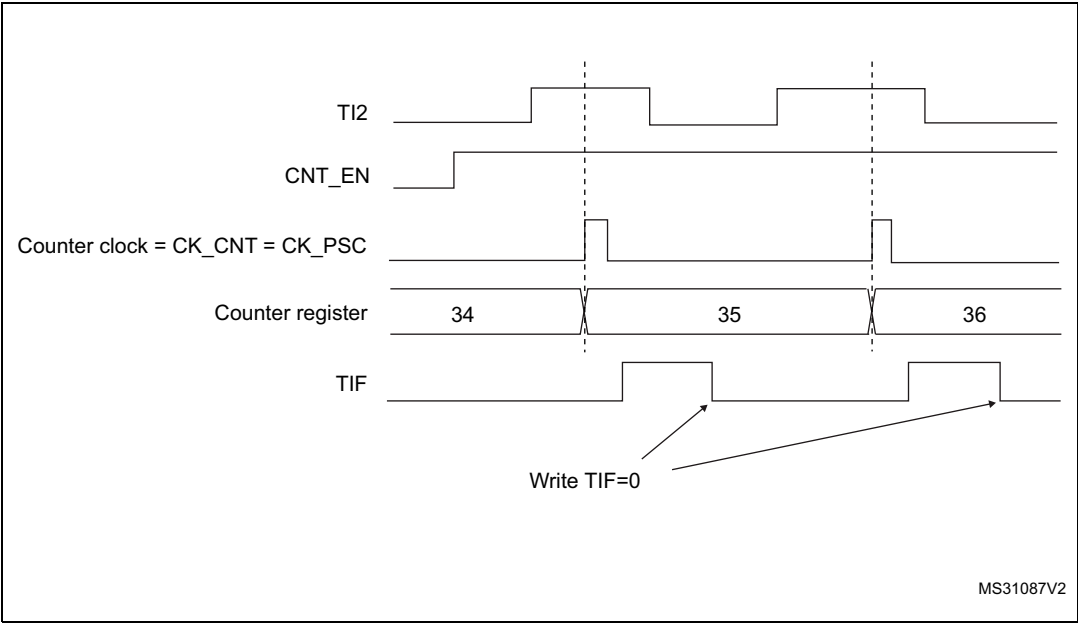 TI2
CNT_EN
Counter clock = CK_CNT = CK_PSC
Counter register 34 35 36
TIF
Write TIF=0
MS31087V2